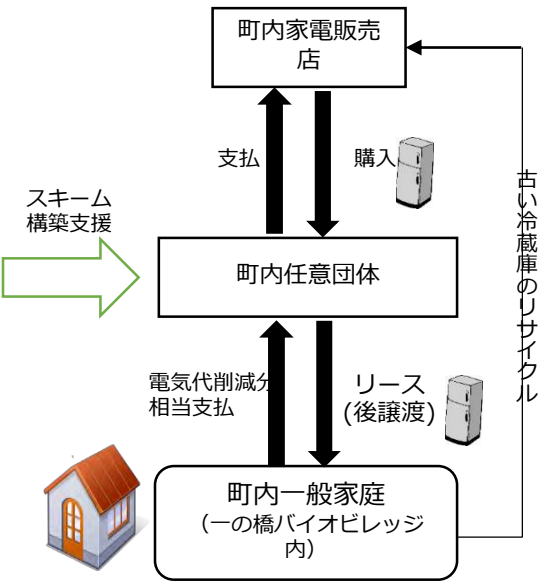 町内家電販売
店
支払
購入
スキーム
構築支援
古い冷蔵庫のリサイクル
町内任意団体
電気代削減分
相当支払
リース
(後譲渡)
町内一般家庭
（一の橋バイオビレッジ
内）